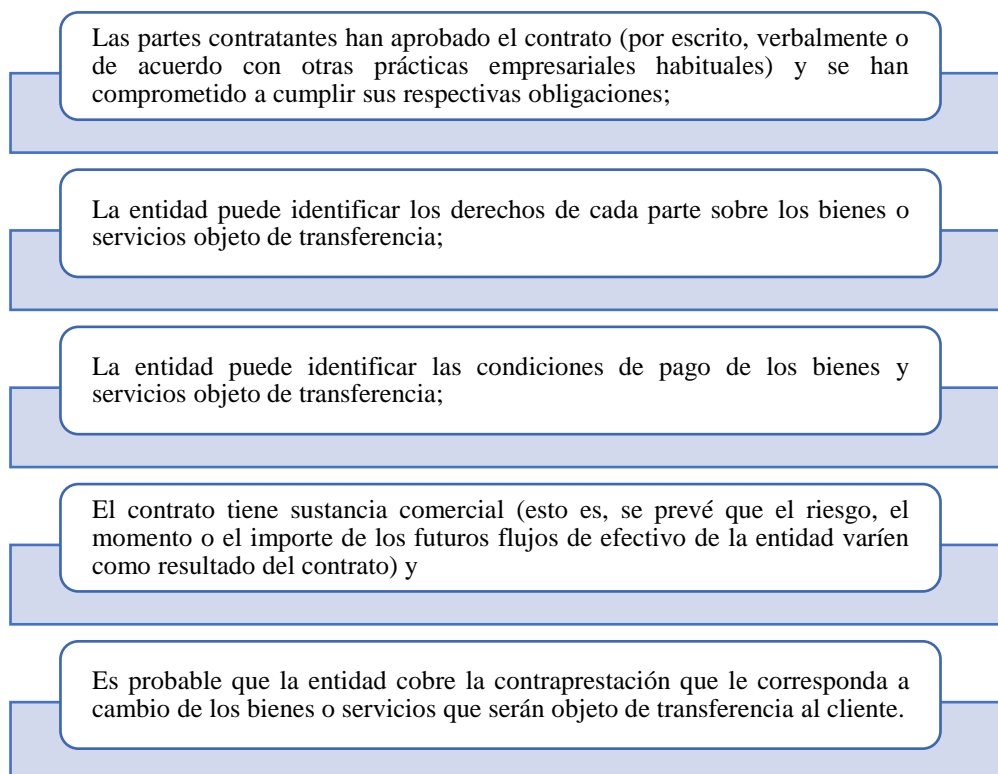 Las partes contratantes han aprobado el contrato (por escrito, verbalmente o
de acuerdo con otras prácticas empresariales habituales) y se han
comprometido a cumplir sus respectivas obligaciones;
La entidad puede identificar los derechos de cada parte sobre los bienes o
servicios objeto de transferencia;
La entidad puede identificar las condiciones de pago de los bienes y
servicios objeto de transferencia;
El contrato tiene sustancia comercial (esto es, se prevé que el riesgo, el
momento o el importe de los futuros flujos de efectivo de la entidad varíen
como resultado del contrato) y
Es probable que la entidad cobre la contraprestación que le corresponda a
cambio de los bienes o servicios que serán objeto de transferencia al cliente.